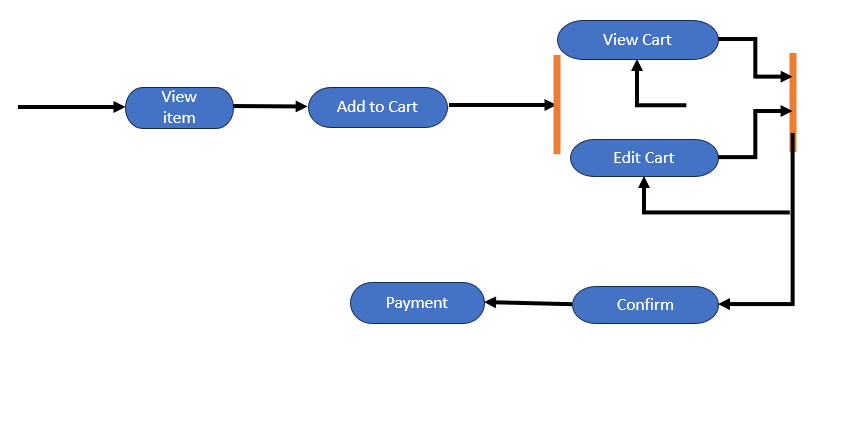 View Cart
View
item
Add to Cart
Edit Cart
Payment
Confirm